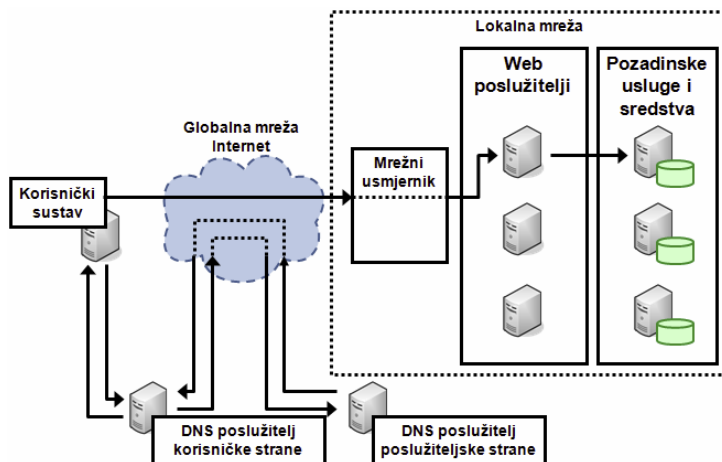 Lokalna mreža
Web
poslužitelji
Pozadinske
usluge i
sredstva
Globalna mreža
Internet
Mrežni
usmjernik
Korisnički
sustav
DNS poslužitelj
korisničke strane
DNS poslužitelj
poslužiteljske strane